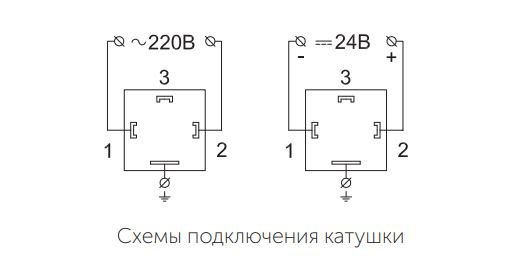 ~220В
⎓24В
- +
3
3
1 2
1 2
Схемы подключения катушки